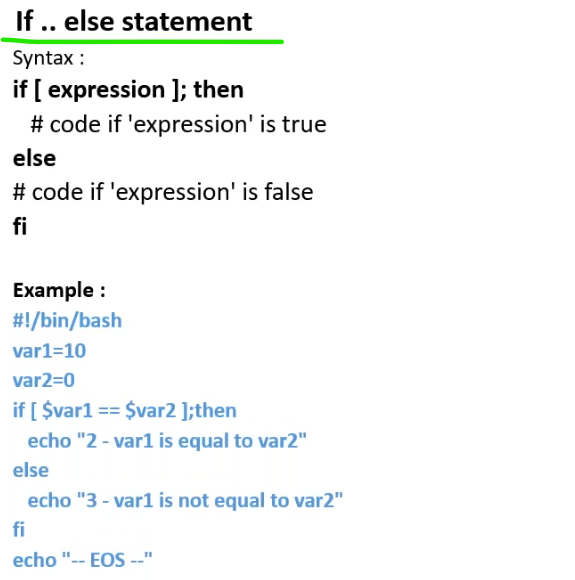 If .. else statement
Syntax :
if [ expression ]; then
# code if 'expression' is true
else
# code if 'expression' is false
fi
Example :
#!/bin/bash
var1=10
var2=0
if [ $var1 == $var2 ];then
echo "2 - var1 is equal to var2"
else
echo "3 - var1 is not equal to var2"
fi
echo "-- EOS --"